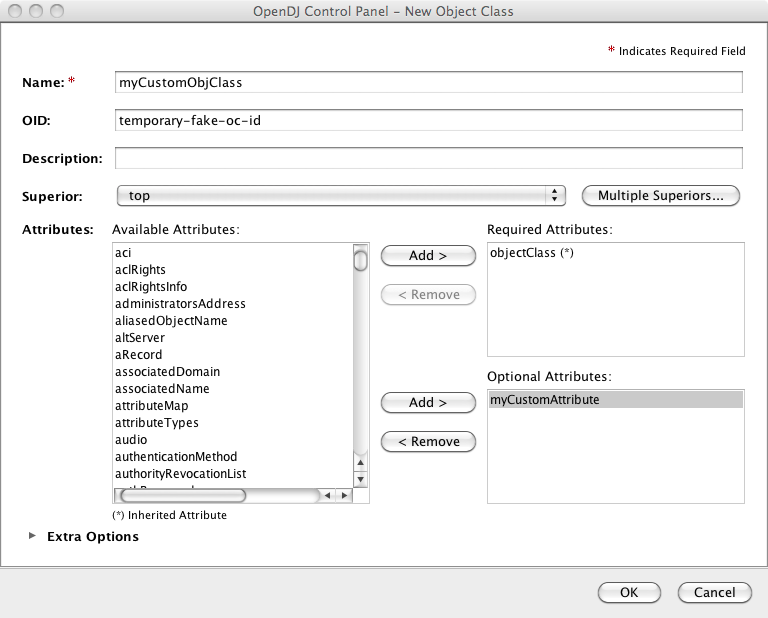 OpenDJ Control Panel – New Object Class
* Indicates Required Field
Name: * myCustomObjClass
OID: temporary-fake-oc-id
Description:
Superior: top Multiple Superiors...
Attributes: Available Attributes: Required Attributes:
aci
aclRights
aclRightsInfo
administratorsAddress
aliasedObjectName
altServer
aRecord
associatedDomain
associatedName
attributeMap
attributeTypes
audio
authenticationMethod
authorityRevocationList
Add >
< Remove
objectClass (*)
Optional Attributes:
Add >
< Remove
myCustomAttribute
(*) Inherited Attribute
Extra Options
OK Cancel